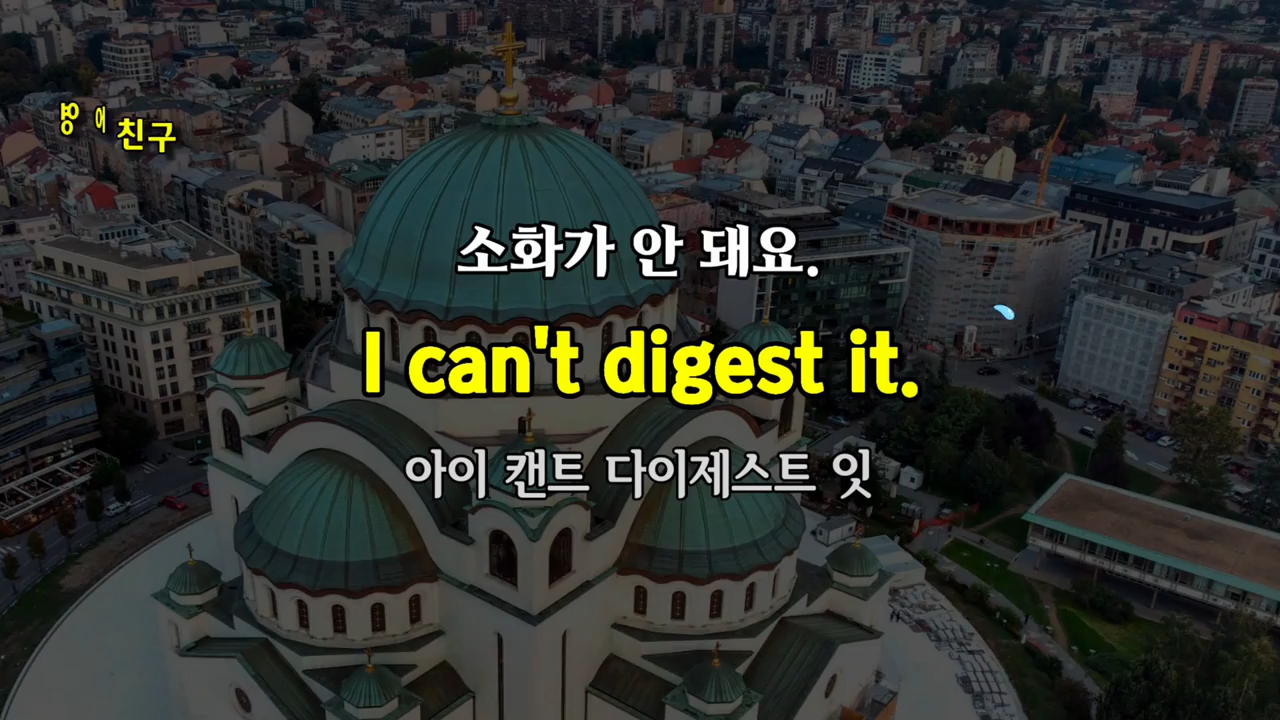 친구
소화가 안 돼요.
I can't digest it.
아이 캔트 다이제스트 잇